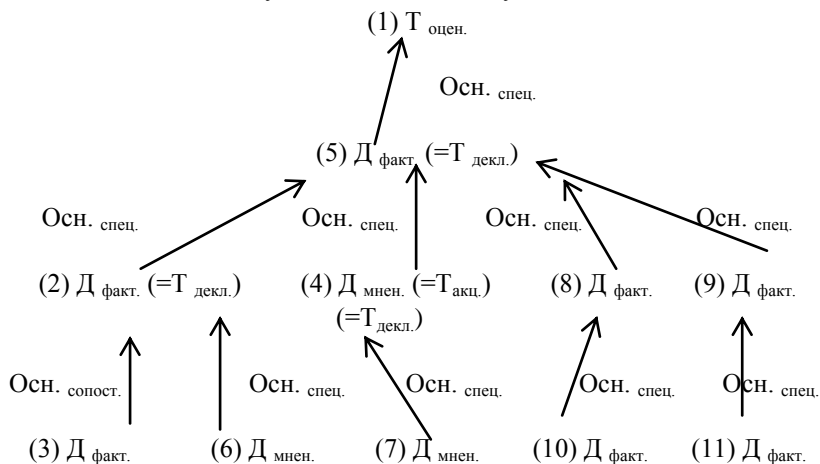 (1) Т оцен.
Осн. спец.
(5) Д факт. (=Т декл.)
Осн. спец. Осн. спец. Осн. спец. Осн. спец.
(2) Д факт. (=Т декл.) (4) Д мнен. (=Такц.) (8) Д факт. (9) Д факт.
(=Тдекл.)
Осн. сопост. Осн. спец. Осн. спец. Осн. спец. Осн. спец.
(3) Д факт. (6) Д мнен. (7) Д мнен. (10) Д факт. (11) Д факт.